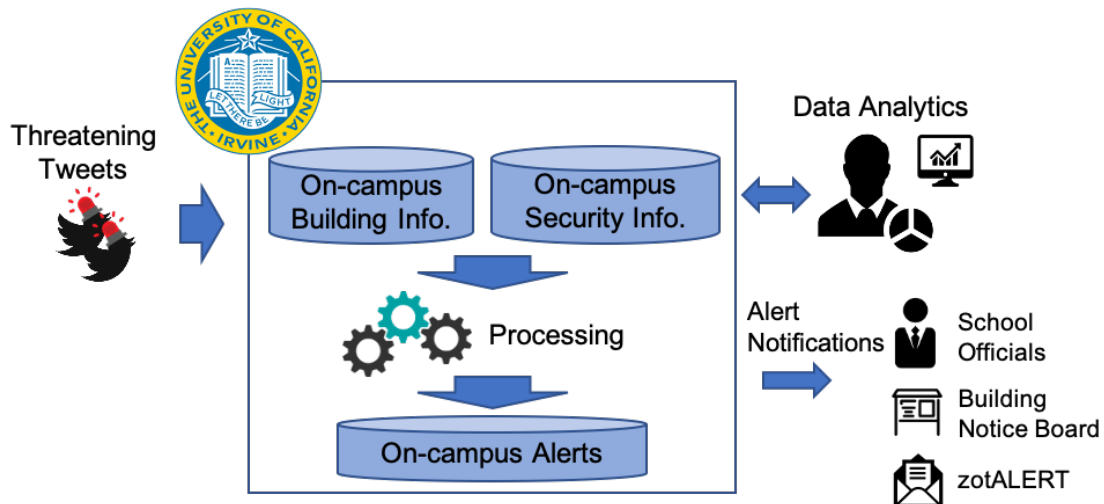 THE UNIVERSITY OF CALIFORNIA
• IRVINE •
A
LET THERE BE LIGHT
Threatening
Tweets
On-campus
Building Info.
On-campus
Security Info.
Data Analytics
Processing
Alert
Notifications
School
Officials
Building
Notice Board
On-campus Alerts
zotALERT